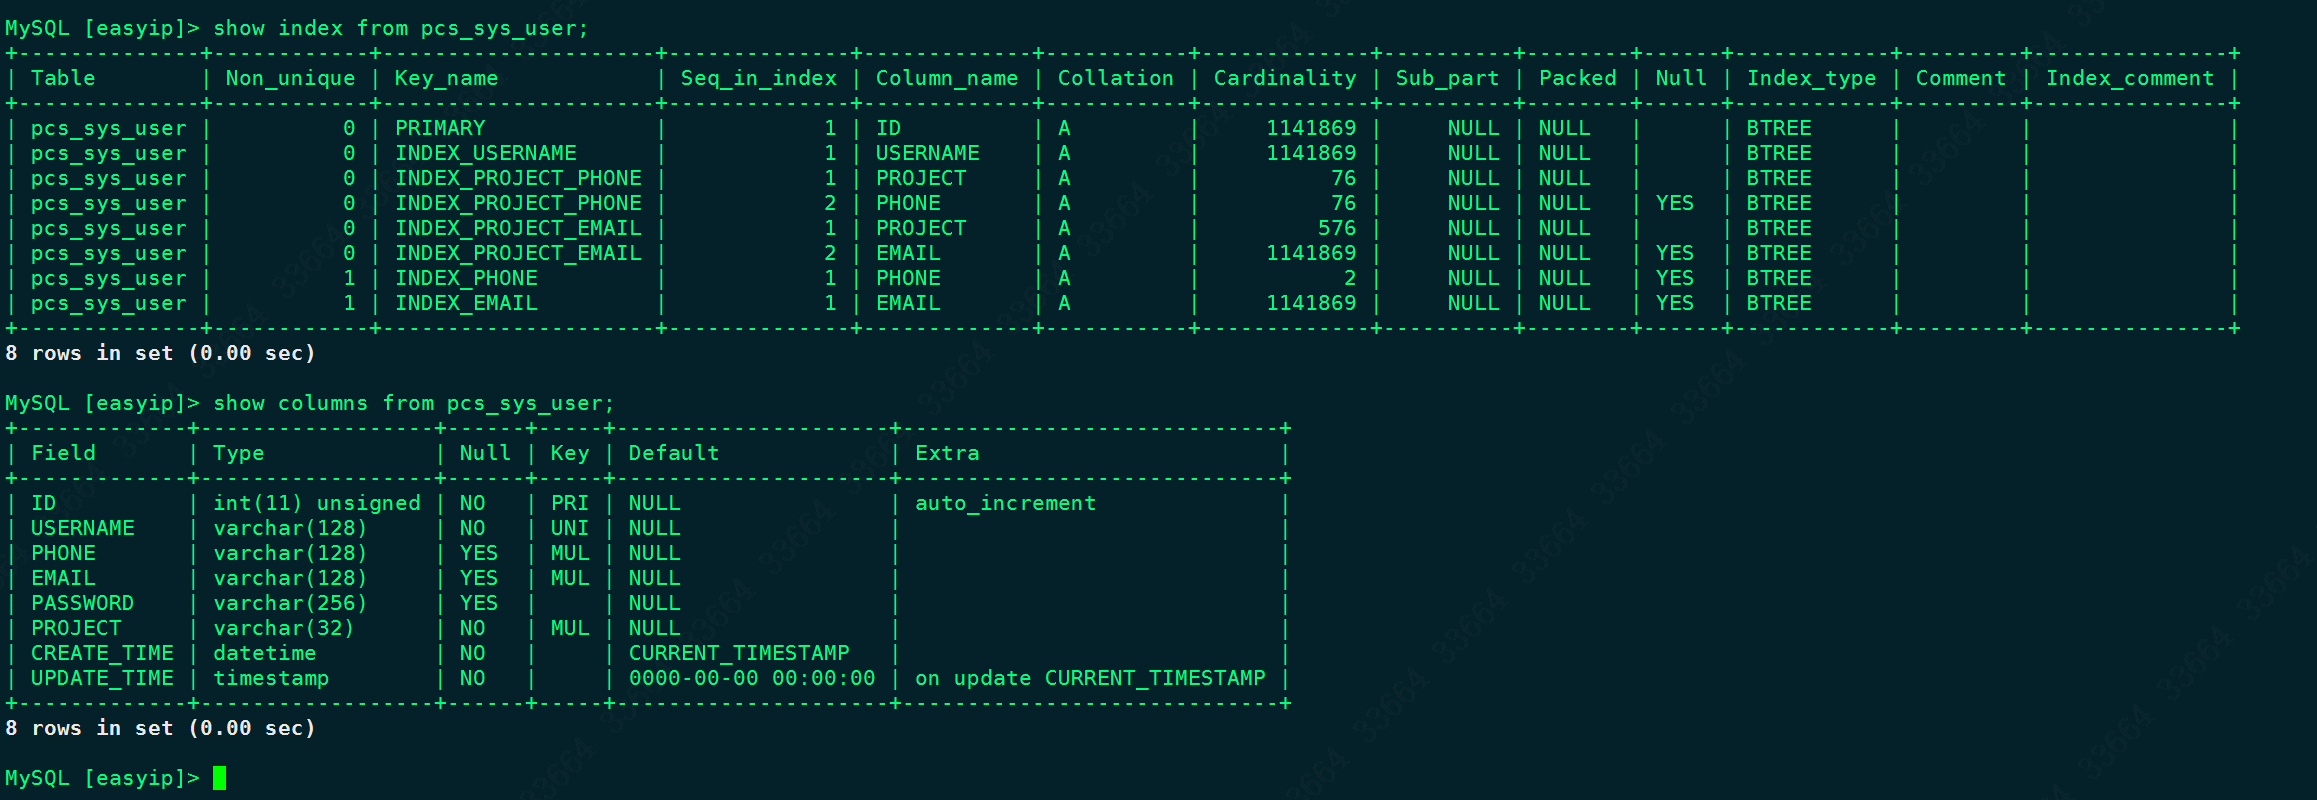 MySQL [easyip]> show index from pcs_sys_user;
+--------------+------------+---------------------+--------------+-------------+-----------+-------------+----------+--------+------+------------+---------+---------------+
| Table        | Non_unique | Key_name            | Seq_in_index | Column_name | Collation | Cardinality | Sub_part | Packed | Null | Index_type | Comment | Index_comment |
+--------------+------------+---------------------+--------------+-------------+-----------+-------------+----------+--------+------+------------+---------+---------------+
| pcs_sys_user |          0 | PRIMARY             |            1 | ID          | A         |     1141869 |     NULL | NULL   |      | BTREE      |         |               |
| pcs_sys_user |          0 | INDEX_USERNAME      |            1 | USERNAME    | A         |     1141869 |     NULL | NULL   |      | BTREE      |         |               |
| pcs_sys_user |          0 | INDEX_PROJECT_PHONE |            1 | PROJECT     | A         |          76 |     NULL | NULL   |      | BTREE      |         |               |
| pcs_sys_user |          0 | INDEX_PROJECT_PHONE |            2 | PHONE       | A         |          76 |     NULL | NULL   | YES  | BTREE      |         |               |
| pcs_sys_user |          0 | INDEX_PROJECT_EMAIL |            1 | PROJECT     | A         |         576 |     NULL | NULL   |      | BTREE      |         |               |
| pcs_sys_user |          0 | INDEX_PROJECT_EMAIL |            2 | EMAIL       | A         |     1141869 |     NULL | NULL   | YES  | BTREE      |         |               |
| pcs_sys_user |          1 | INDEX_PHONE         |            1 | PHONE       | A         |           2 |     NULL | NULL   | YES  | BTREE      |         |               |
| pcs_sys_user |          1 | INDEX_EMAIL         |            1 | EMAIL       | A         |     1141869 |     NULL | NULL   | YES  | BTREE      |         |               |
+--------------+------------+---------------------+--------------+-------------+-----------+-------------+----------+--------+------+------------+---------+---------------+
8 rows in set (0.00 sec)

MySQL [easyip]> show columns from pcs_sys_user;
+-------------+------------------+------+-----+---------------------+-----------------------------+
| Field       | Type             | Null | Key | Default             | Extra                       |
+-------------+------------------+------+-----+---------------------+-----------------------------+
| ID          | int(11) unsigned | NO   | PRI | NULL                | auto_increment              |
| USERNAME    | varchar(128)     | NO   | UNI | NULL                |                             |
| PHONE       | varchar(128)     | YES  | MUL | NULL                |                             |
| EMAIL       | varchar(128)     | YES  | MUL | NULL                |                             |
| PASSWORD    | varchar(256)     | YES  |     | NULL                |                             |
| PROJECT     | varchar(32)      | NO   | MUL | NULL                |                             |
| CREATE_TIME | datetime         | NO   |     | CURRENT_TIMESTAMP   |                             |
| UPDATE_TIME | timestamp        | NO   |     | 0000-00-00 00:00:00 | on update CURRENT_TIMESTAMP |
+-------------+------------------+------+-----+---------------------+-----------------------------+
8 rows in set (0.00 sec)

MySQL [easyip]>